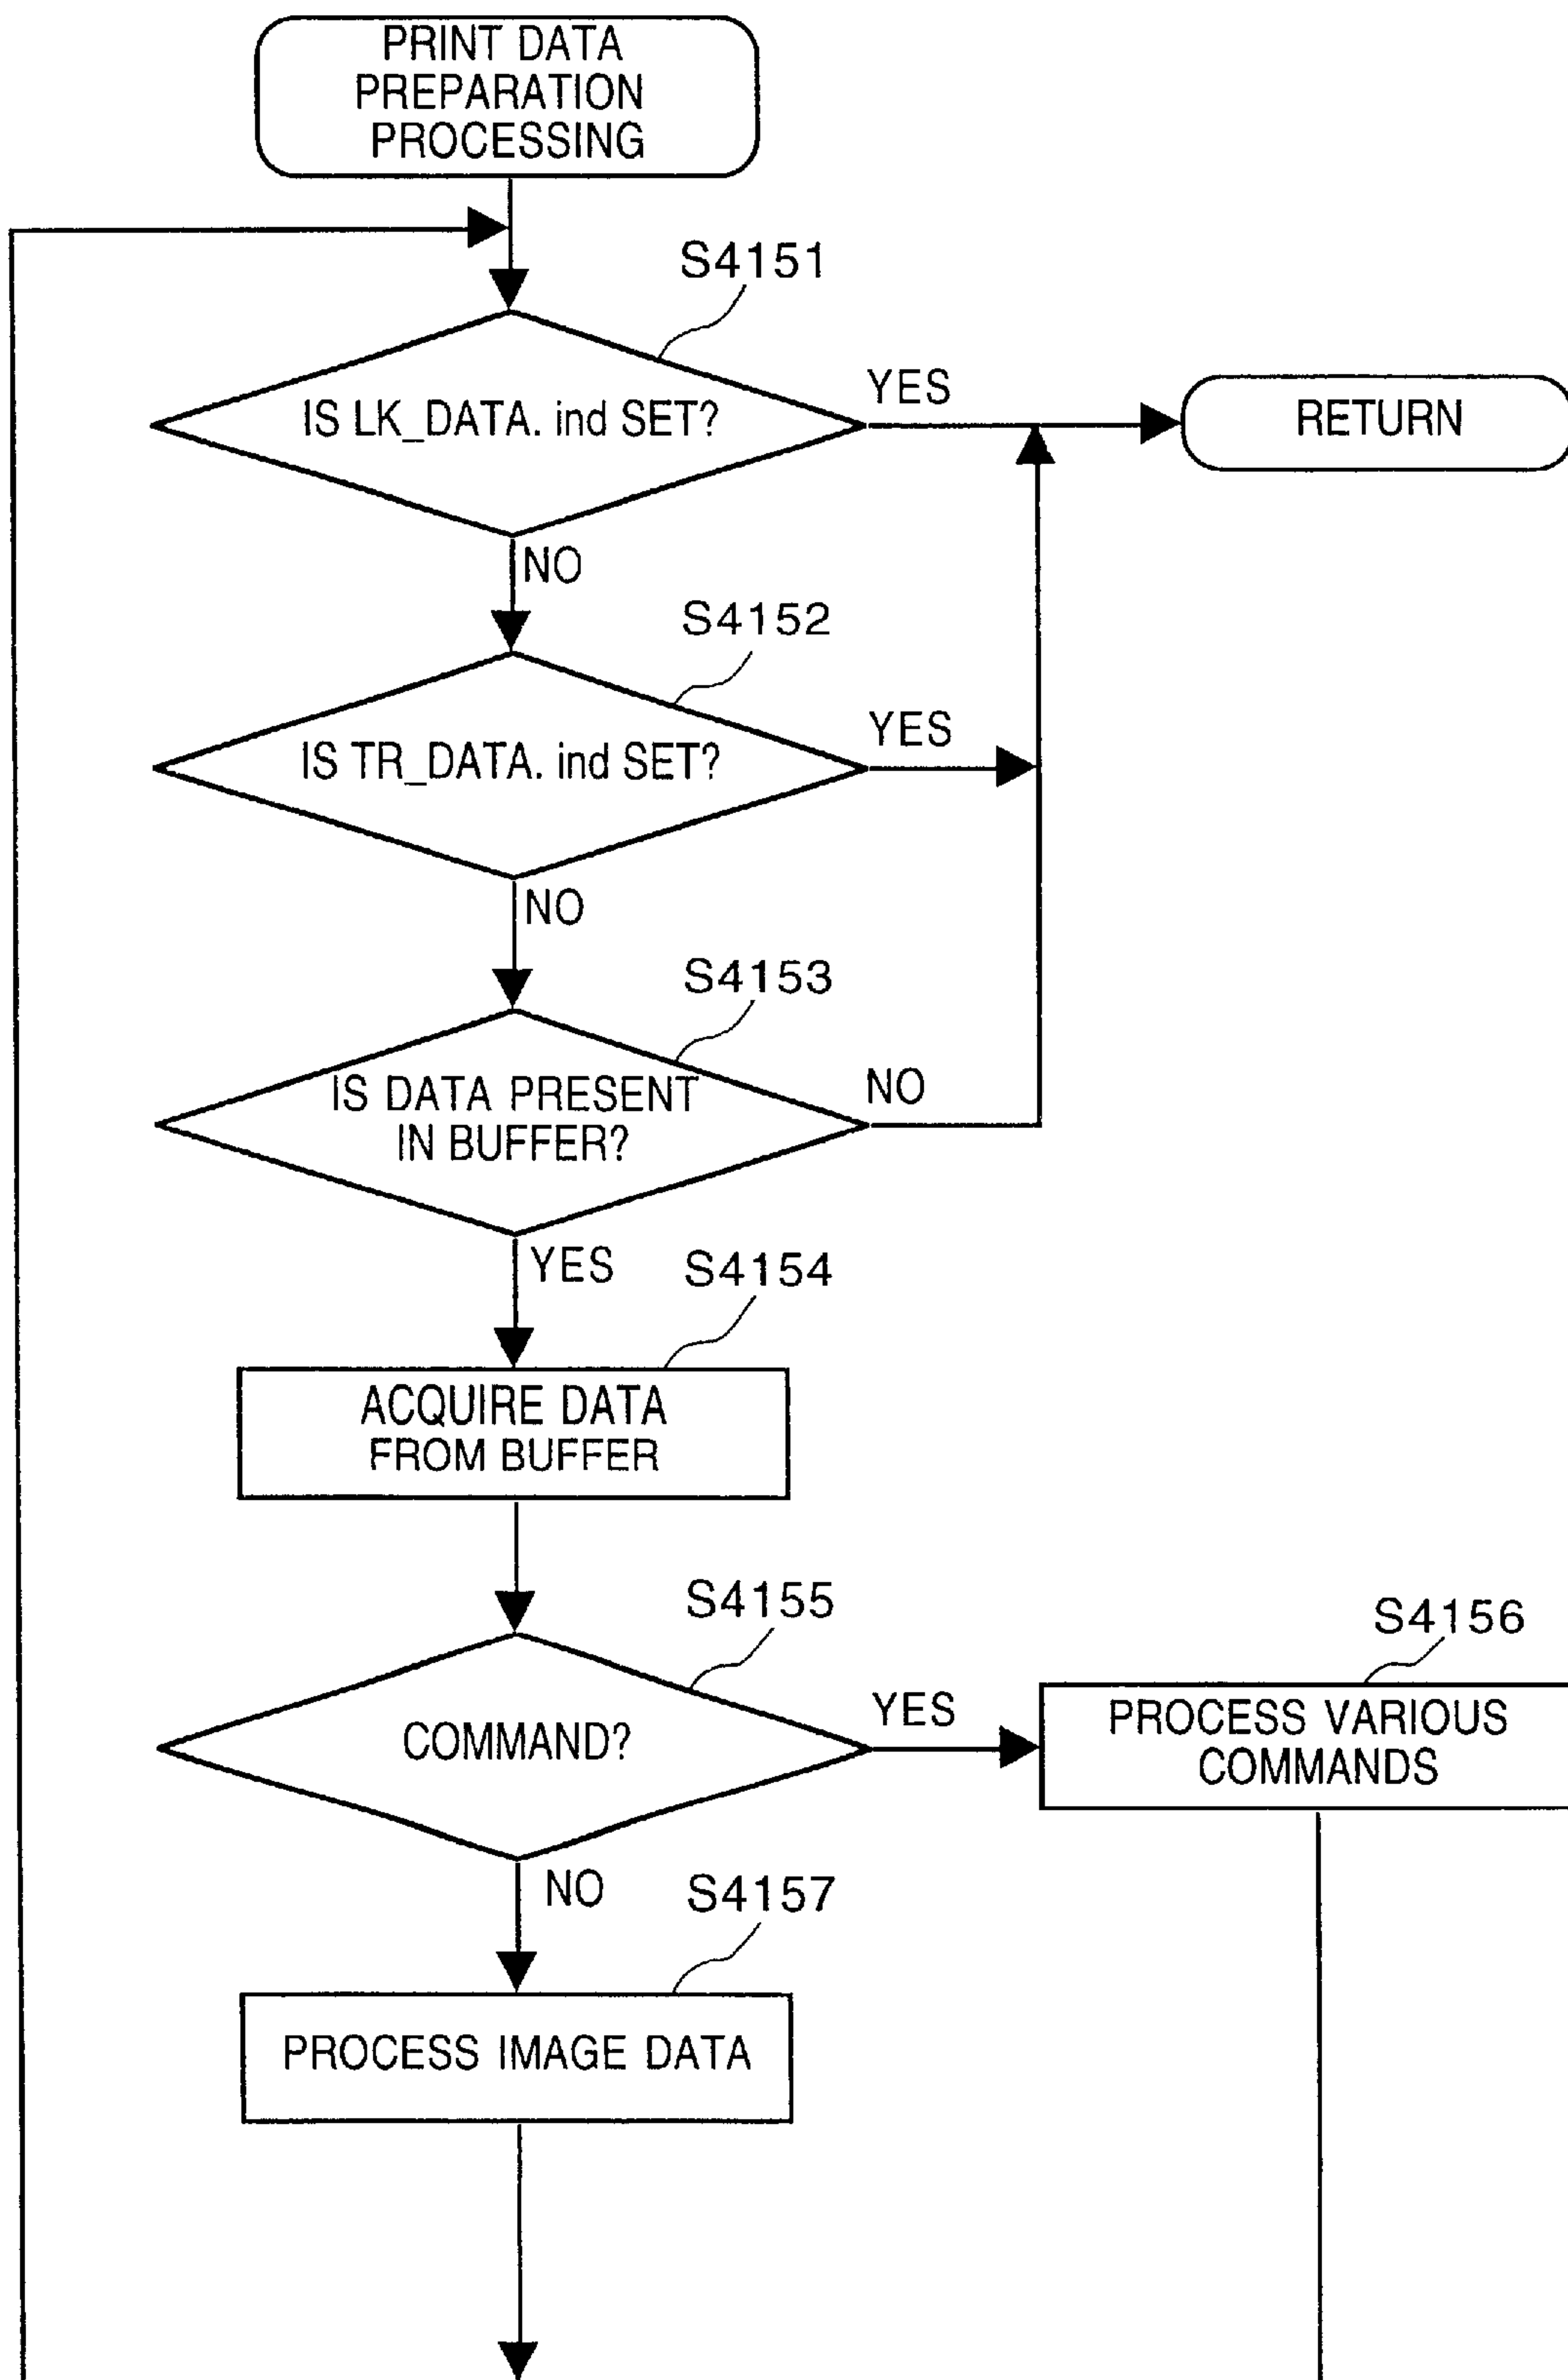 PRINT DATA
PREPARATION
PROCESSING
S4151
IS LK_DATA. ind SET?
YES
RETURN
NO
S4152
IS TR_DATA. ind SET?
YES
NO
S4153
IS DATA PRESENT
IN BUFFER?
NO
YES
S4154
ACQUIRE DATA
FROM BUFFER
S4155
COMMAND?
YES
S4156
PROCESS VARIOUS
COMMANDS
NO
S4157
PROCESS IMAGE DATA